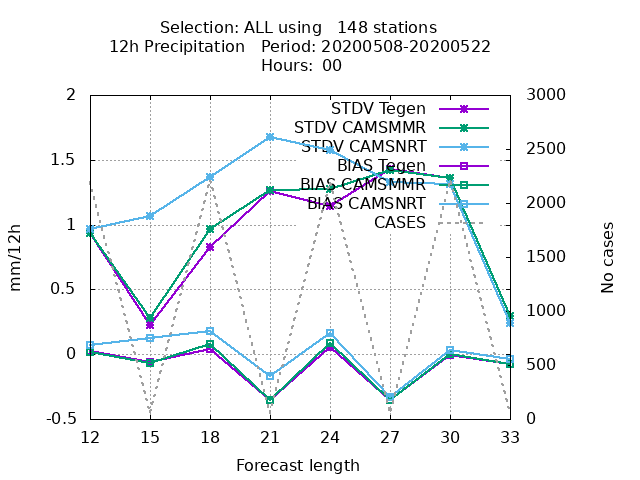 Selection: ALL using   148 stations
12h Precipitation   Period: 20200508-20200522
Hours: 00
2
1.5
1
0.5
0
-0.5
3000
2500
2000
1500
1000
500
0
STDV Tegen
STDV CAMSMMR
STDV CAMSNRT
BIAS Tegen
BIAS CAMSMMR
BIAS CAMSNRT
CASES
mm/12h
No cases
12 15 18 21 24 27 30 33
Forecast length